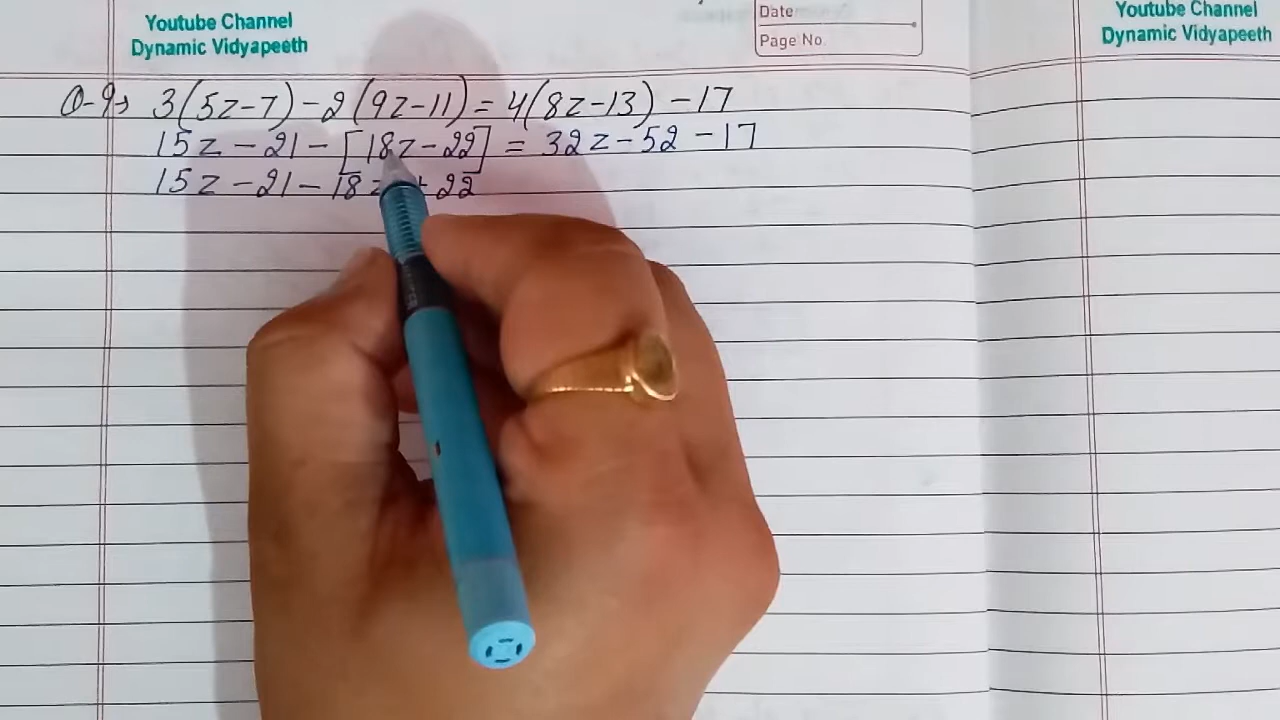 Youtube Channel
Dynamic Vidyapeeth
Date
Page No.
Youtube Channel
Dynamic Vidyapeeth
Q-9→ 3(5z-7)-2(9z-11)=4(8z-13)-17
15z-21-[18z-22]=32z-52-17
15z-21-18z+22